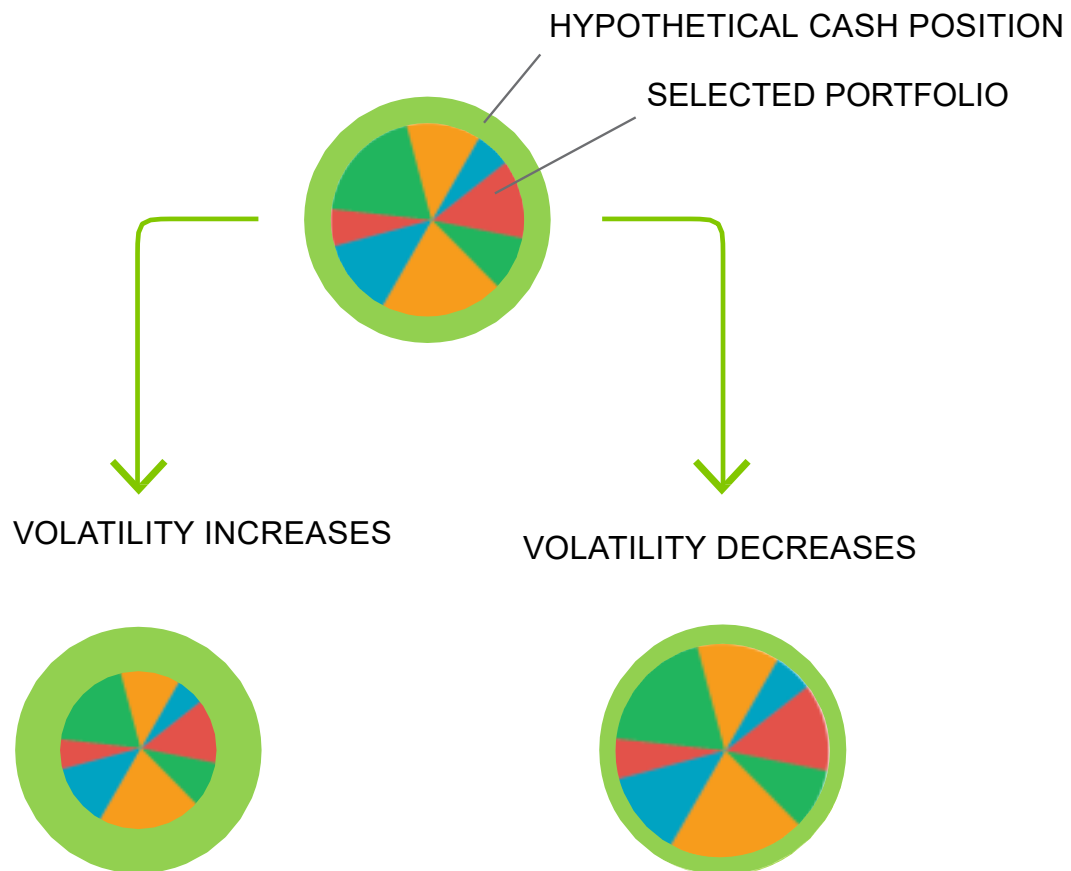 HYPOTHETICAL CASH POSITION
SELECTED PORTFOLIO
VOLATILITY INCREASES
VOLATILITY DECREASES